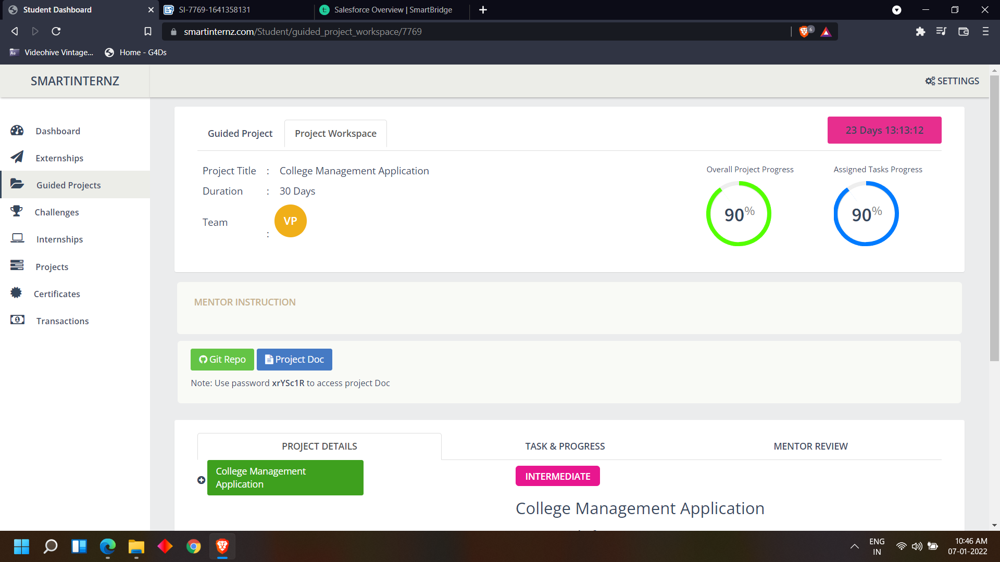 Student Dashboard
SI-7769-1641358131
Salesforce Overview | SmartBridge
smartinternz.com/Student/guided_project_workspace/7769
6
Ae
Videohive Vintage...
Home - G4Ds
SMARTINTERNZ
SETTINGS
Dashboard
Externships
Guided Projects
Challenges
Internships
Projects
Certificates
Transactions
Guided Project
Project Workspace
23 Days 13:13:12
Project Title : College Management Application
Duration : 30 Days
Team : VP
Overall Project Progress
90%
Assigned Tasks Progress
90%
MENTOR INSTRUCTION
Git Repo
Project Doc
Note: Use password xrYSc1R to access project Doc
PROJECT DETAILS
TASK & PROGRESS
MENTOR REVIEW
College Management
Application
INTERMEDIATE
College Management Application
ENG
IN
10:46 AM
07-01-2022